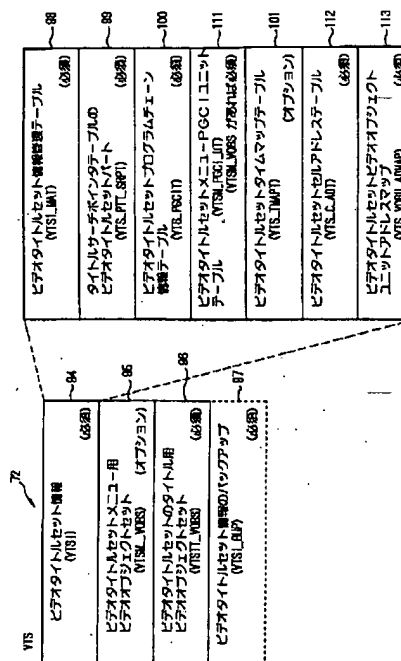 VTS
72
ビデオタイトルセット情報
(VTSI)
(必須)
94
ビデオタイトルセットメニュー用
ビデオオブジェクトセット
(VTSM_VOBS)
(オプション)
95
ビデオタイトルセットのタイトル用
ビデオオブジェクトセット
(VTSTT_VOBS)
(必須)
96
ビデオタイトルセット情報のバックアップ
(VTSI_BUP)
(必須)
97
ビデオタイトルセット情報管理テーブル
(VTSI_MAT)
(必須)
98
タイトルサーチポインタテーブルの
ビデオタイトルセットパート
(VTS_PTT_SRPT)
(必須)
99
ビデオタイトルセットプログラムチェーン
情報テーブル
(VTS_PGCIT)
(必須)
100
ビデオタイトルセットメニューPGCIユニット
テーブル
(VTSM_PGCI_UT)
(VTSM_VOBS があれば必須)
111
ビデオタイトルセットタイムマップテーブル
(VTS_TMAPT)
(オプション)
101
ビデオタイトルセットセルアドレステーブル
(VTS_C_ADT)
(必須)
112
ビデオタイトルセットビデオオブジェクト
ユニットアドレスマップ
(VTS_VOBU_ADMAP)
(必須)
113